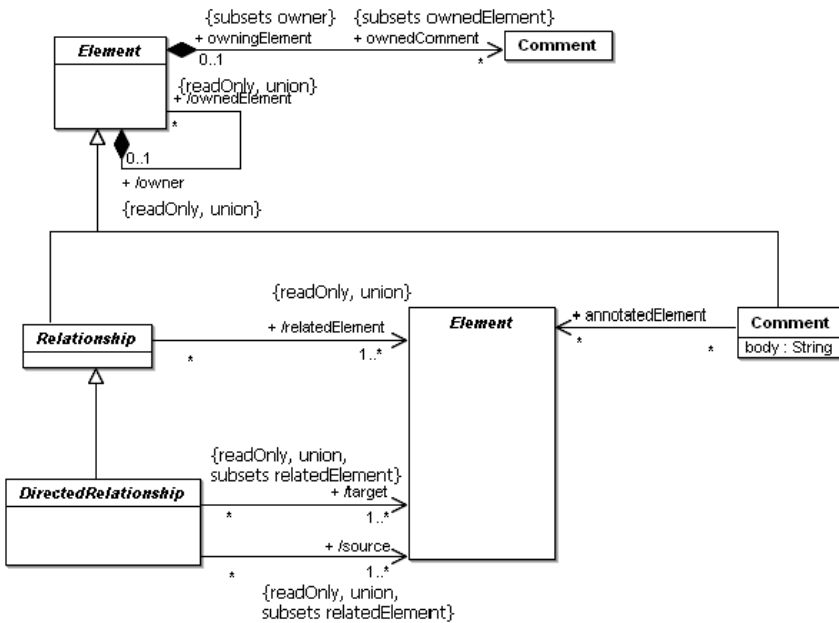 {subsets owner} {subsets ownedElement}
Element
+ owningElement
+ ownedComment
Comment
0..1
*
{readOnly, union}
+ /ownedElement
*
0..1
+ /owner
{readOnly, union}
{readOnly, union}
Relationship
+ /relatedElement
*
1..*
Element
+ annotatedElement
*
*
Comment
body : String
{readOnly, union,
subsets relatedElement}
DirectedRelationship
+ /target
*
1..*
+ /source
*
1..*
{readOnly, union,
subsets relatedElement}